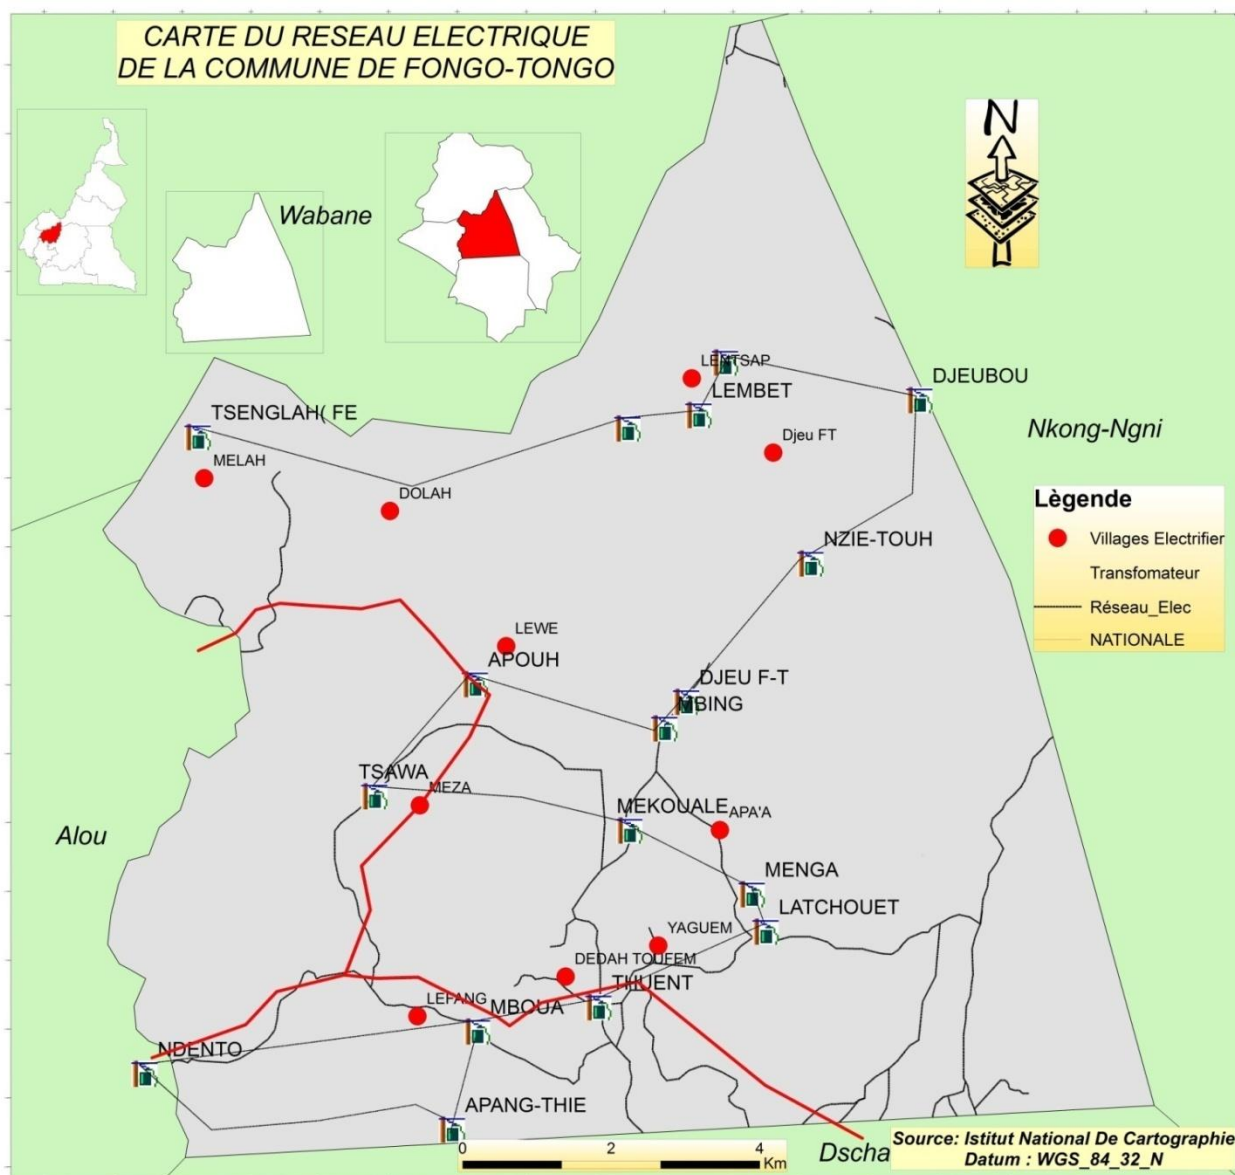 CARTE DU RESEAU ELECTRIQUE
DE LA COMMUNE DE FONGO-TONGO
N
Wabane
LENTSAP
DJEUBOU
LEMBET
TSENGLAH( FE
Nkong-Ngni
Djeu FT
MELAH
DOLAH
Lègende
Villages Electrifier
Transfomateur
Réseau_Elec
NATIONALE
NZIE-TOUH
LEWE
APOUH
DJEU F-T
MBING
TSAWA
MEZA
MEKOUALE
APA'A
Alou
MENGA
LATCHOUET
YAGUEM
DEDAH TOUFEM
THUENT
LEFANG
MBOUA
NDENTO
APANG-THIE
0 2 4
Km
Dscha
Source: Istitut National De Cartographie
Datum : WGS_84_32_N